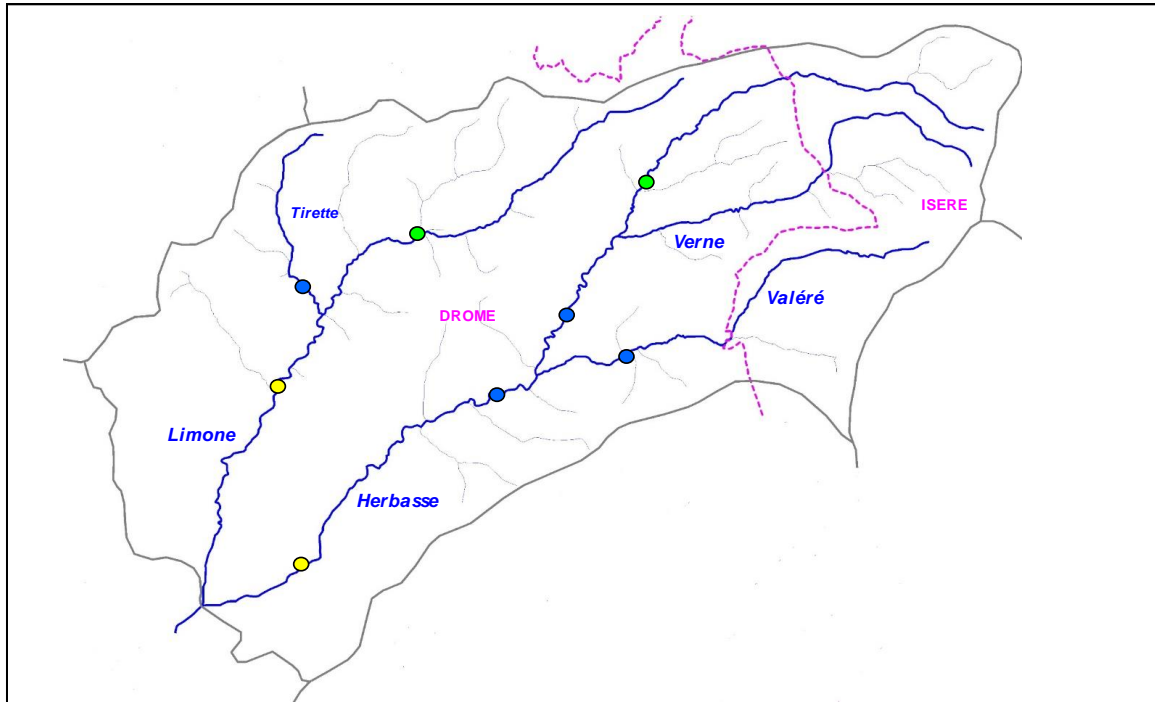 Tirette
ISERE
Verne
Valéré
DROME
Limone
Herbasse